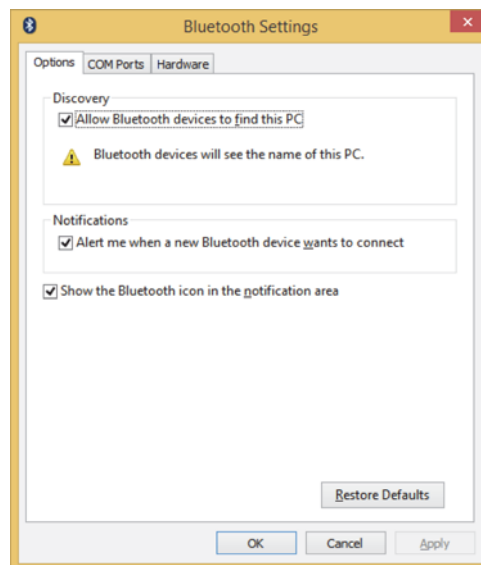 Bluetooth Settings
Options COM Ports Hardware
Discovery
Allow Bluetooth devices to find this PC
Bluetooth devices will see the name of this PC.
Notifications
Alert me when a new Bluetooth device wants to connect
Show the Bluetooth icon in the notification area
Restore Defaults
OK Cancel Apply